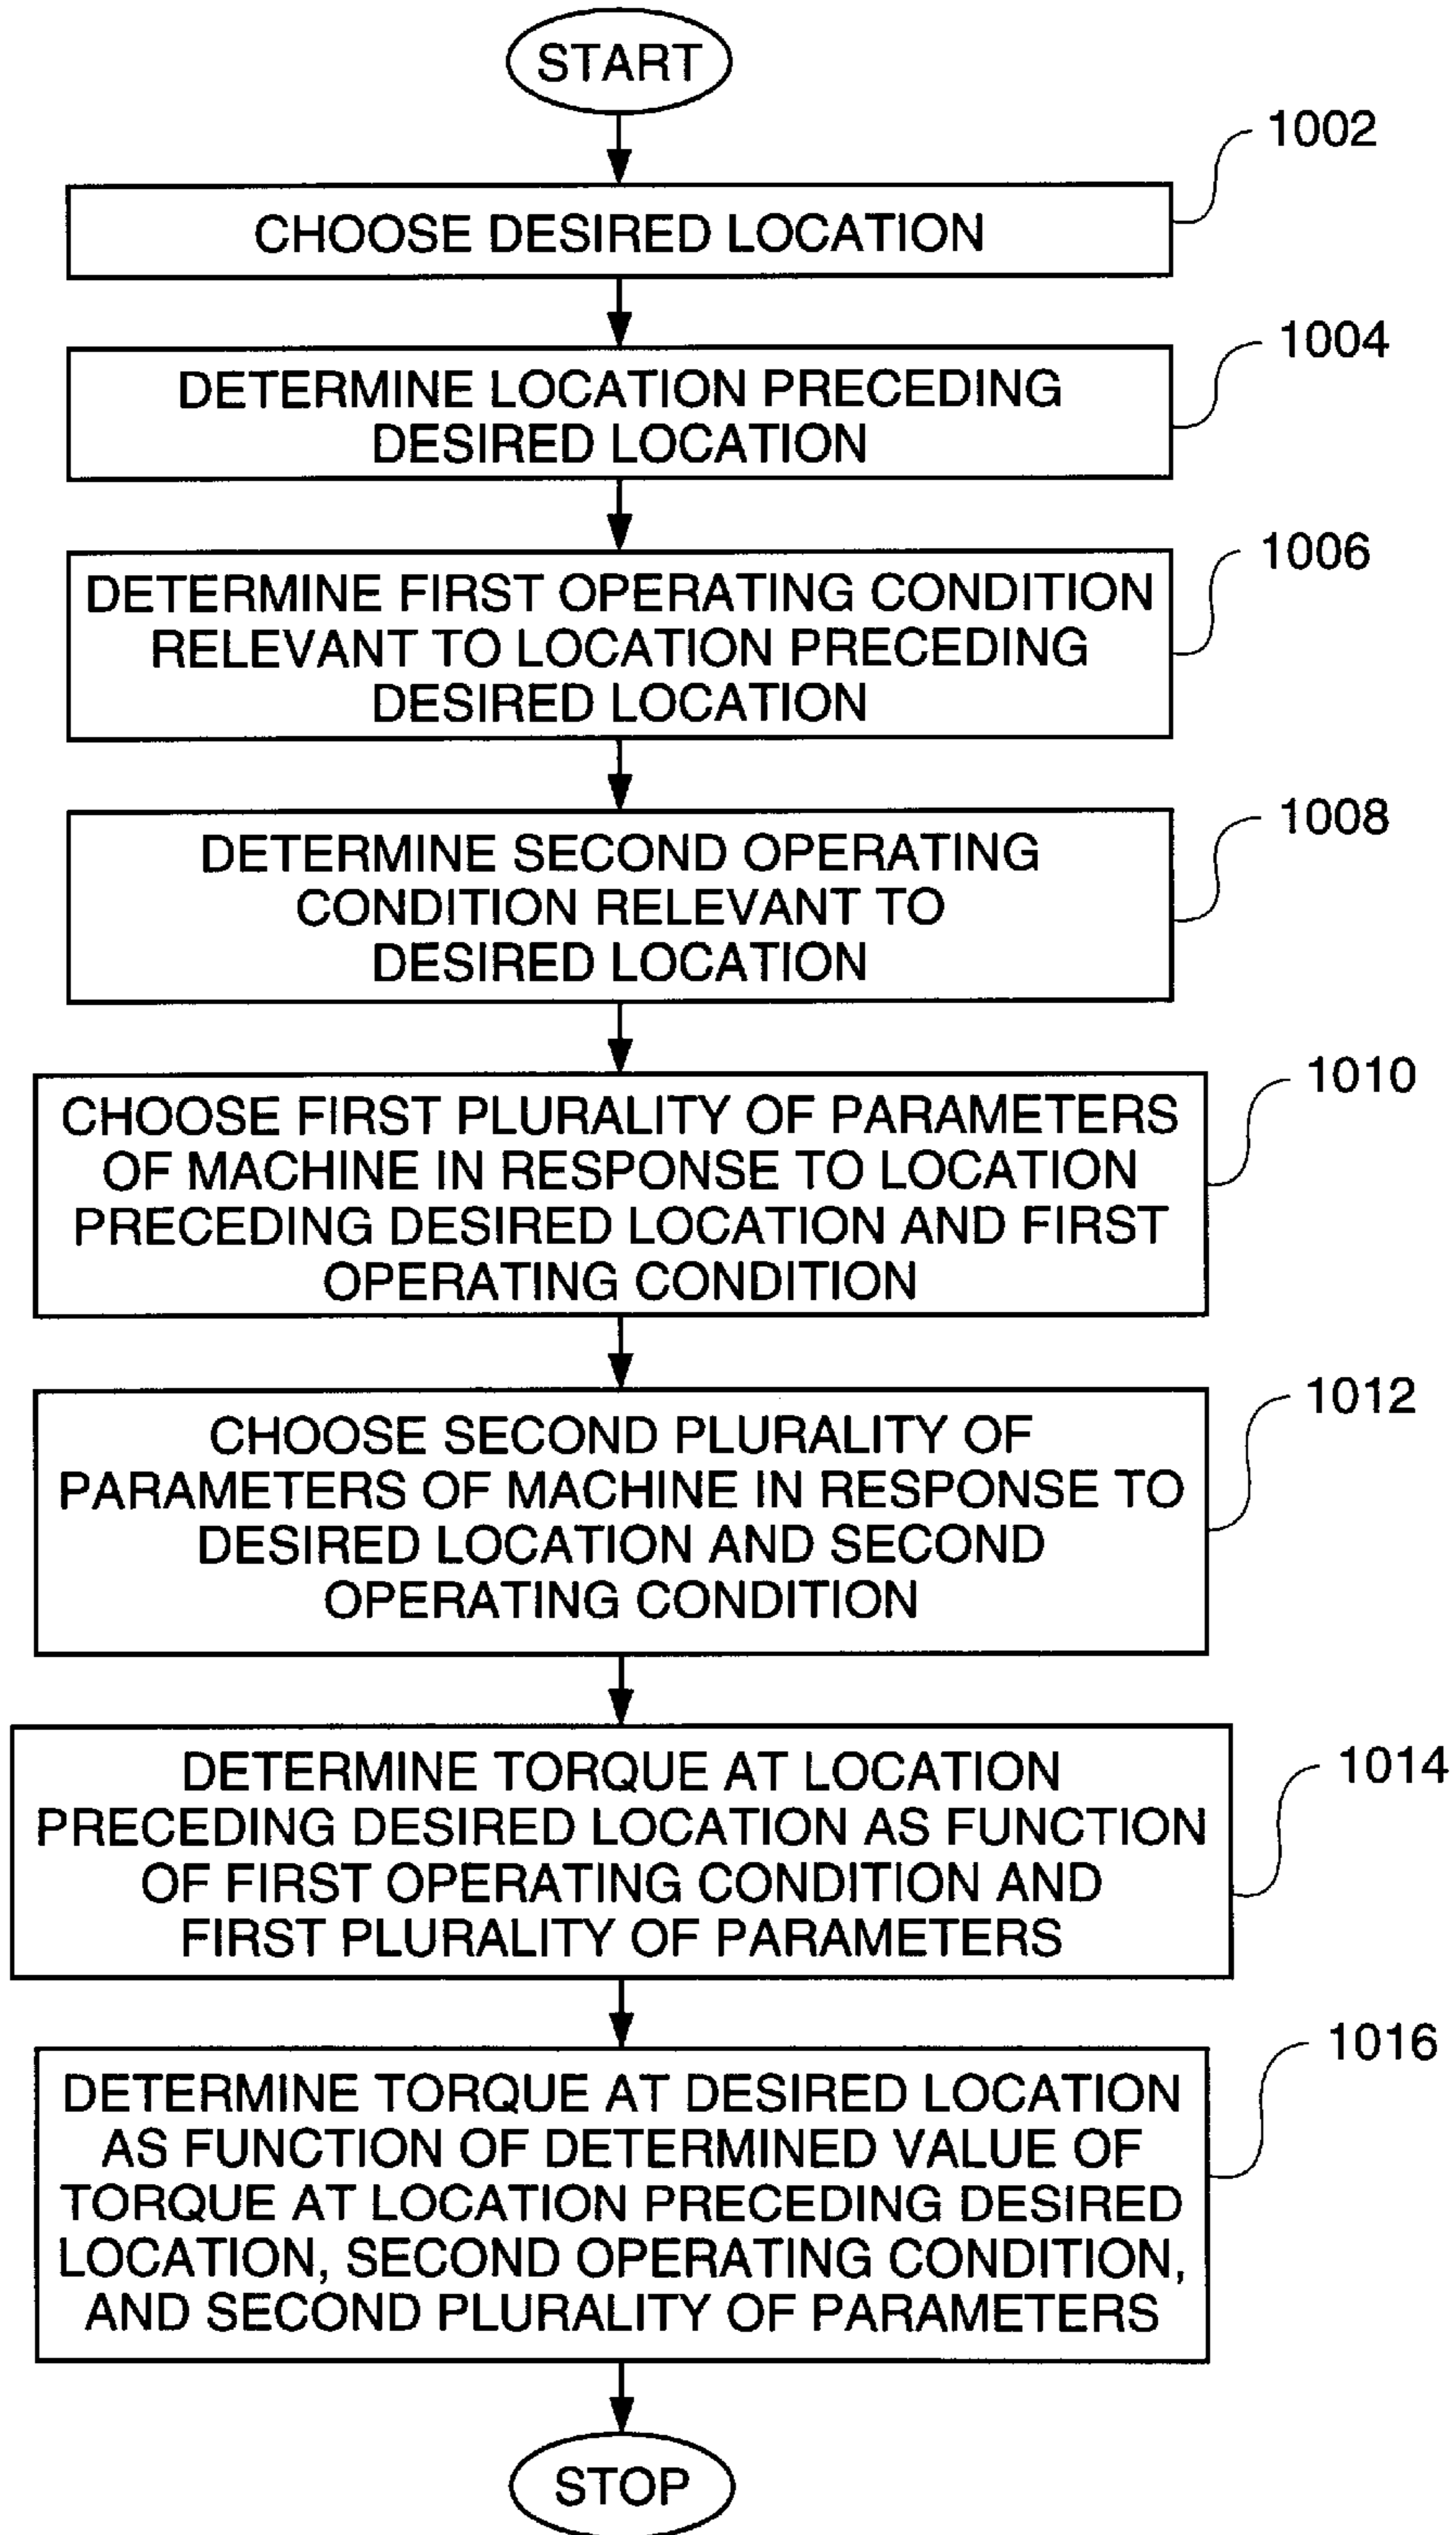 START
1002
CHOOSE DESIRED LOCATION
1004
DETERMINE LOCATION PRECEDING
DESIRED LOCATION
1006
DETERMINE FIRST OPERATING CONDITION
RELEVANT TO LOCATION PRECEDING
DESIRED LOCATION
1008
DETERMINE SECOND OPERATING
CONDITION RELEVANT TO
DESIRED LOCATION
1010
CHOOSE FIRST PLURALITY OF PARAMETERS
OF MACHINE IN RESPONSE TO LOCATION
PRECEDING DESIRED LOCATION AND FIRST
OPERATING CONDITION
1012
CHOOSE SECOND PLURALITY OF
PARAMETERS OF MACHINE IN RESPONSE TO
DESIRED LOCATION AND SECOND
OPERATING CONDITION
1014
DETERMINE TORQUE AT LOCATION
PRECEDING DESIRED LOCATION AS FUNCTION
OF FIRST OPERATING CONDITION AND
FIRST PLURALITY OF PARAMETERS
1016
DETERMINE TORQUE AT DESIRED LOCATION
AS FUNCTION OF DETERMINED VALUE OF
TORQUE AT LOCATION PRECEDING DESIRED
LOCATION, SECOND OPERATING CONDITION,
AND SECOND PLURALITY OF PARAMETERS
STOP